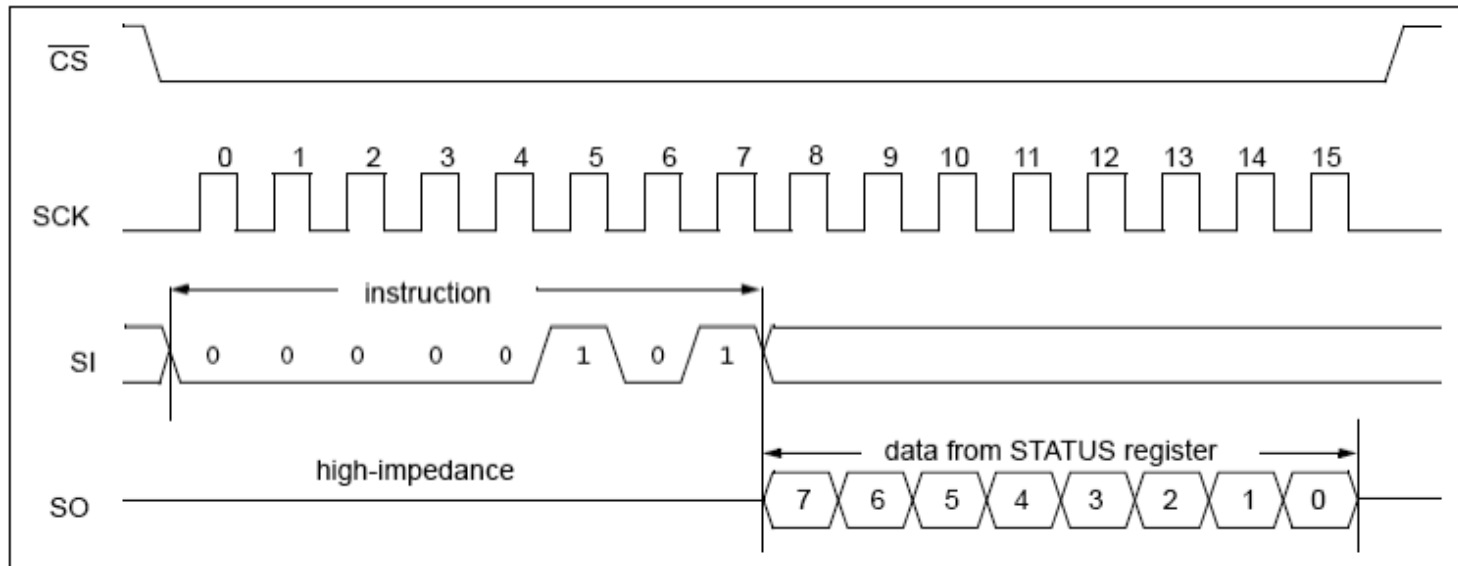 CS
0 1 2 3 4 5 6 7 8 9 10 11 12 13 14 15
SCK
instruction
SI 0 0 0 0 0 1 0 1
data from STATUS register
high-impedance
SO 7 6 5 4 3 2 1 0